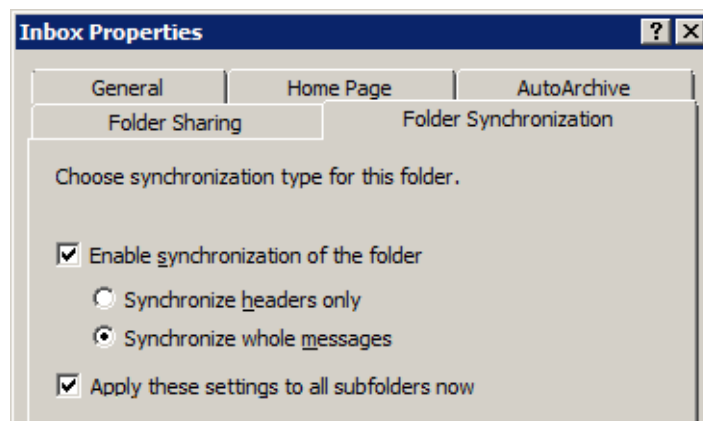 Inbox Properties
General Home Page AutoArchive
Folder Sharing Folder Synchronization
Choose synchronization type for this folder.
Enable synchronization of the folder
Synchronize headers only
Synchronize whole messages
Apply these settings to all subfolders now